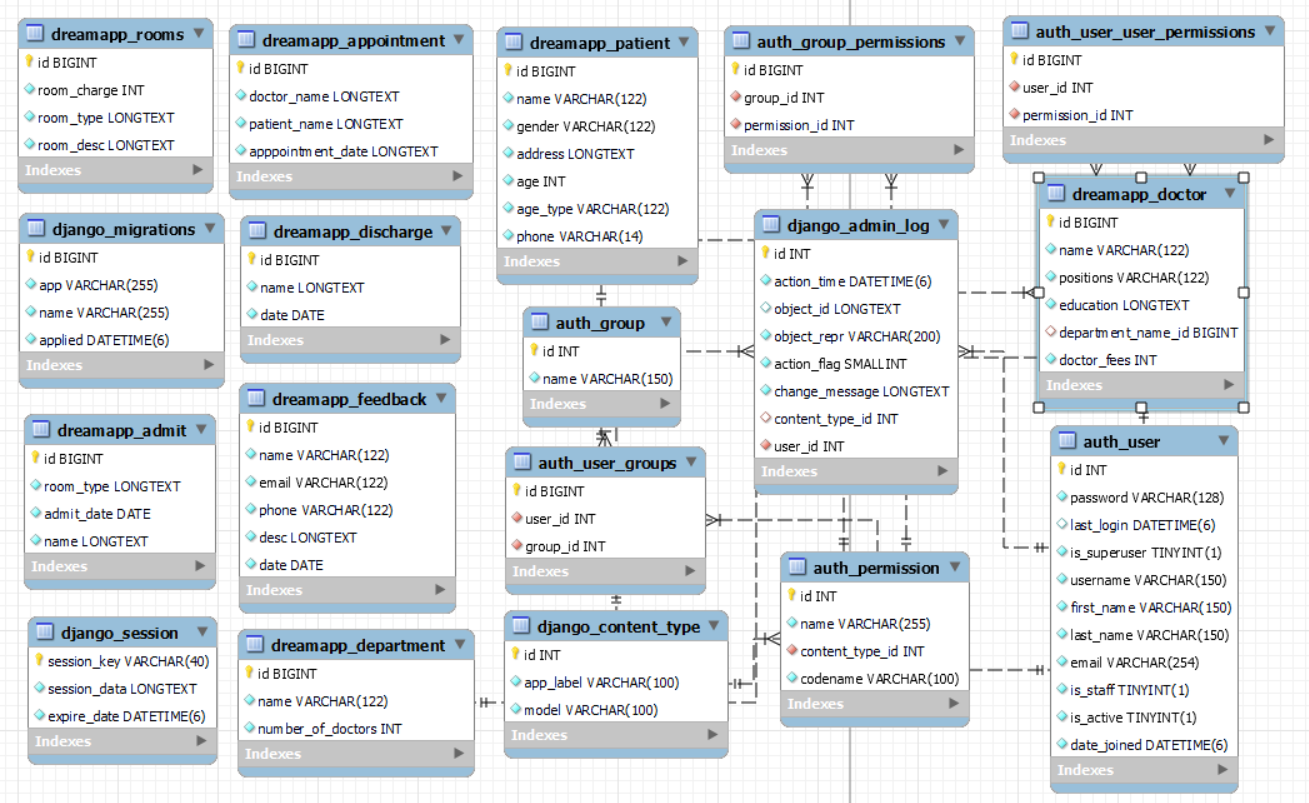 dreamapp_rooms
id BIGINT
room_charge INT
room_type LONGTEXT
room_desc LONGTEXT
Indexes
dreamapp_appointment
id BIGINT
doctor_name LONGTEXT
patient_name LONGTEXT
apppointment_date LONGTEXT
Indexes
dreamapp_patient
id BIGINT
name VARCHAR(122)
gender VARCHAR(122)
address LONGTEXT
age INT
age_type VARCHAR(122)
phone VARCHAR(14)
Indexes
auth_group_permissions
id BIGINT
group_id INT
permission_id INT
Indexes
auth_user_user_permissions
id BIGINT
user_id INT
permission_id INT
Indexes
django_migrations
id BIGINT
app VARCHAR(255)
name VARCHAR(255)
applied DATETIME(6)
Indexes
dreamapp_discharge
id BIGINT
name LONGTEXT
date DATE
Indexes
auth_group
id INT
name VARCHAR(150)
Indexes
django_admin_log
id INT
action_time DATETIME(6)
object_id LONGTEXT
object_repr VARCHAR(200)
action_flag SMALLINT
change_message LONGTEXT
content_type_id INT
user_id INT
Indexes
dreamapp_doctor
id BIGINT
name VARCHAR(122)
positions VARCHAR(122)
education LONGTEXT
department_name_id BIGINT
doctor_fees INT
Indexes
dreamapp_admit
id BIGINT
room_type LONGTEXT
admit_date DATE
name LONGTEXT
Indexes
dreamapp_feedback
id BIGINT
name VARCHAR(122)
email VARCHAR(122)
phone VARCHAR(122)
desc LONGTEXT
date DATE
Indexes
auth_user_groups
id BIGINT
user_id INT
group_id INT
Indexes
auth_permission
id INT
name VARCHAR(255)
content_type_id INT
codename VARCHAR(100)
Indexes
auth_user
id INT
password VARCHAR(128)
last_login DATETIME(6)
is_superuser TINYINT(1)
username VARCHAR(150)
first_name VARCHAR(150)
last_name VARCHAR(150)
email VARCHAR(254)
is_staff TINYINT(1)
is_active TINYINT(1)
date_joined DATETIME(6)
Indexes
django_session
session_key VARCHAR(40)
session_data LONGTEXT
expire_date DATETIME(6)
Indexes
dreamapp_department
id BIGINT
name VARCHAR(122)
number_of_doctors INT
Indexes
django_content_type
id INT
app_label VARCHAR(100)
model VARCHAR(100)
Indexes